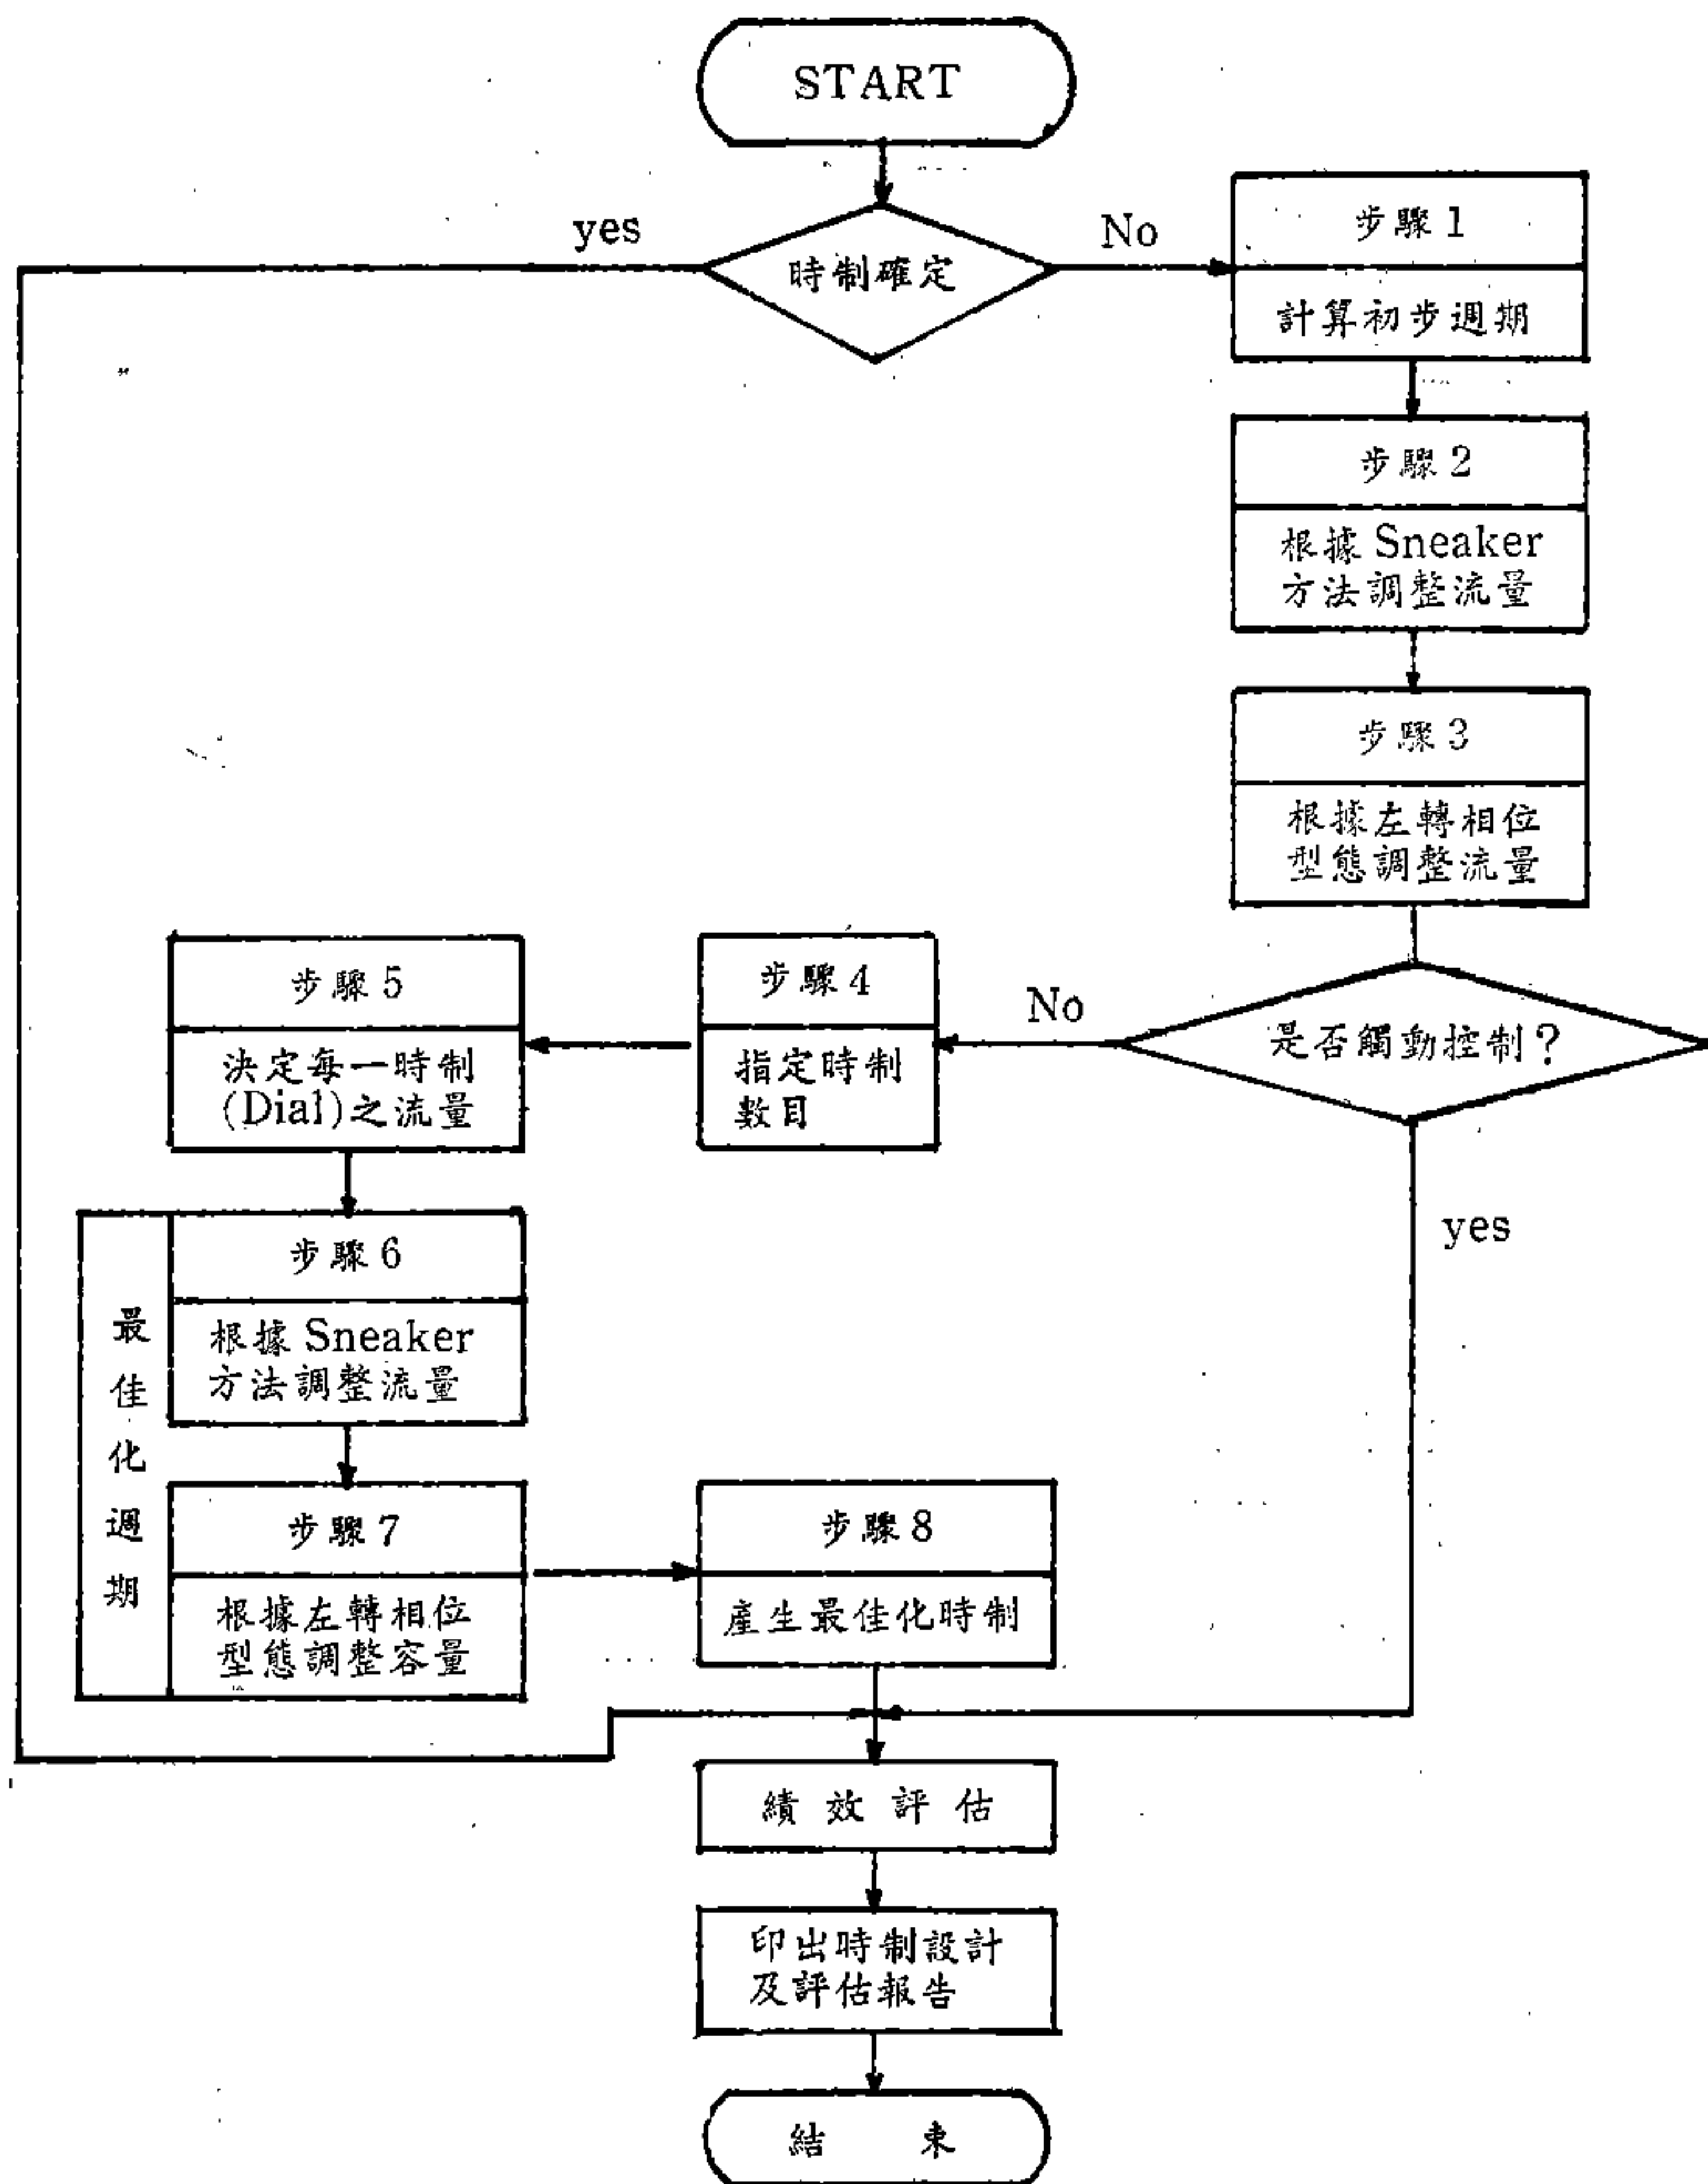 START
yes
No
時制確定
步驟1
計算初步週期
步驟2
根據 Sneaker
方法調整流量
步驟3
根據左轉相位
型態調整流量
是否觸動控制?
No
yes
步驟4
指定時制
數目
步驟5
決定每一時制
(Dial)之流量
最佳化週期
步驟6
根據 Sneaker
方法調整流量
步驟7
根據左轉相位
型態調整容量
步驟8
產生最佳化時制
績效評估
印出時制設計
及評估報告
結 束